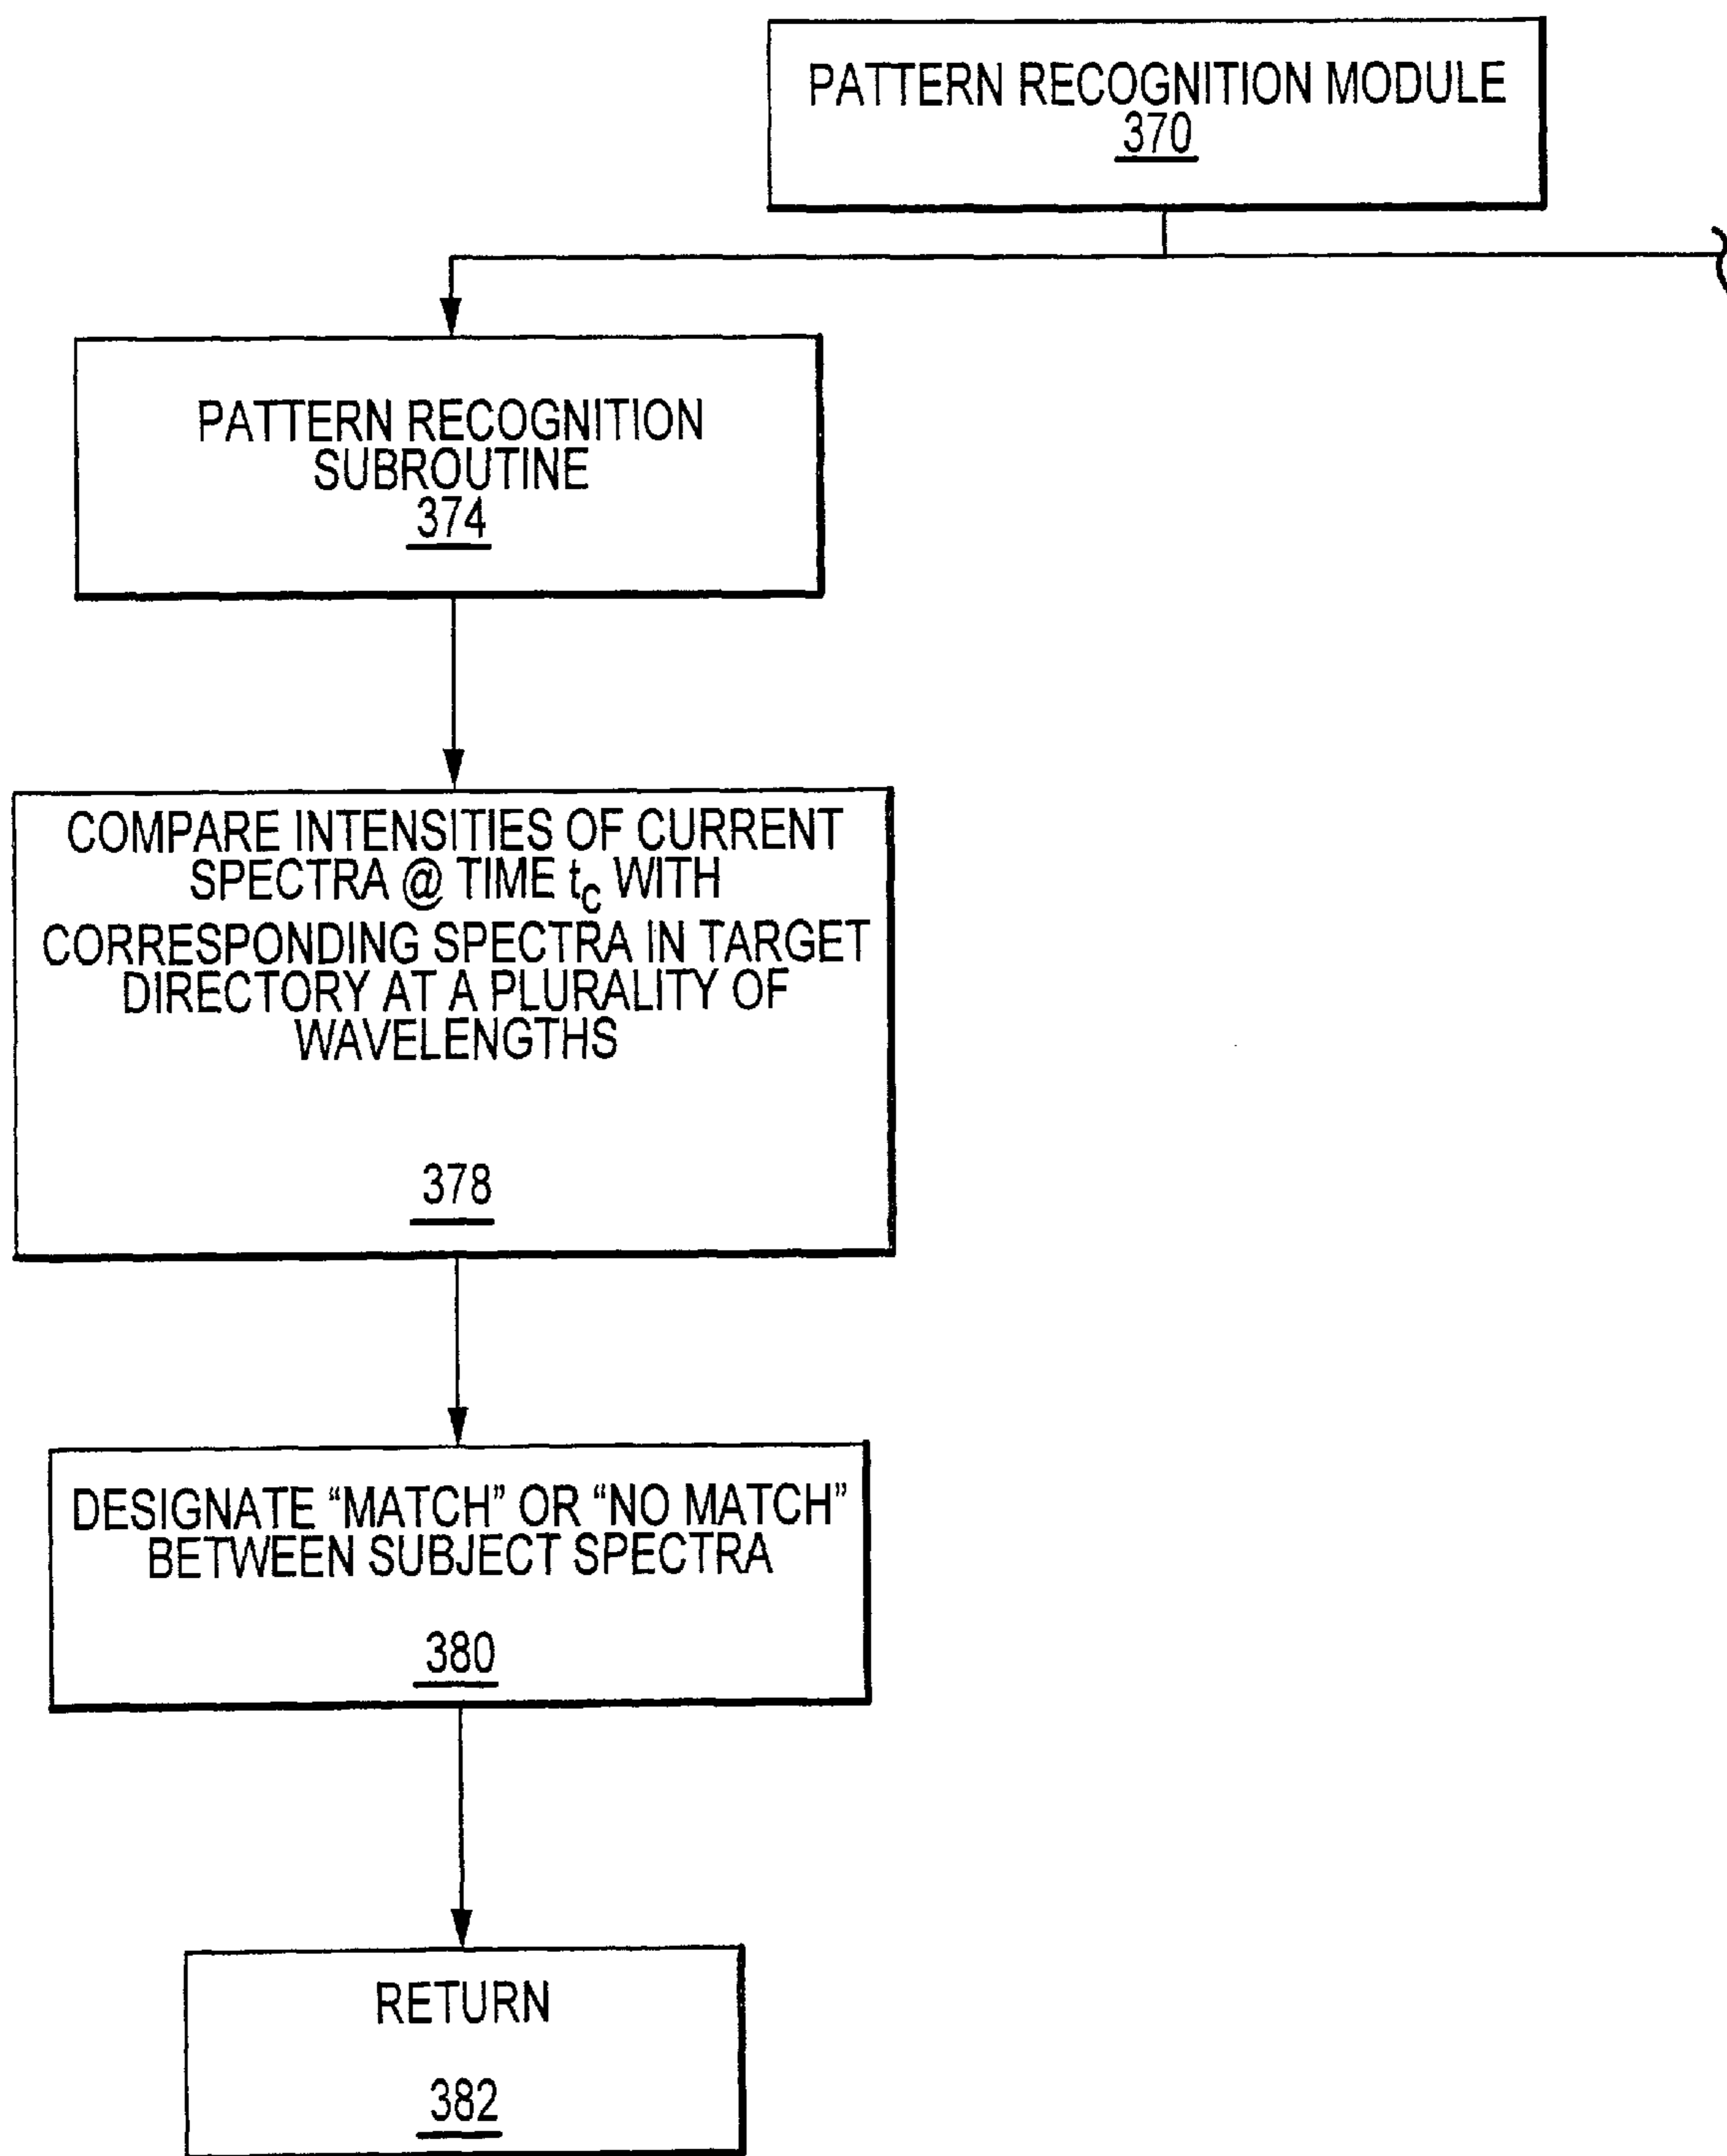 PATTERN RECOGNITION MODULE
370
PATTERN RECOGNITION
SUBROUTINE
374
COMPARE INTENSITIES OF CURRENT
SPECTRA @ TIME tc WITH
CORRESPONDING SPECTRA IN TARGET
DIRECTORY AT A PLURALITY OF
WAVELENGTHS
378
DESIGNATE “MATCH” OR “NO MATCH”
BETWEEN SUBJECT SPECTRA
380
RETURN
382